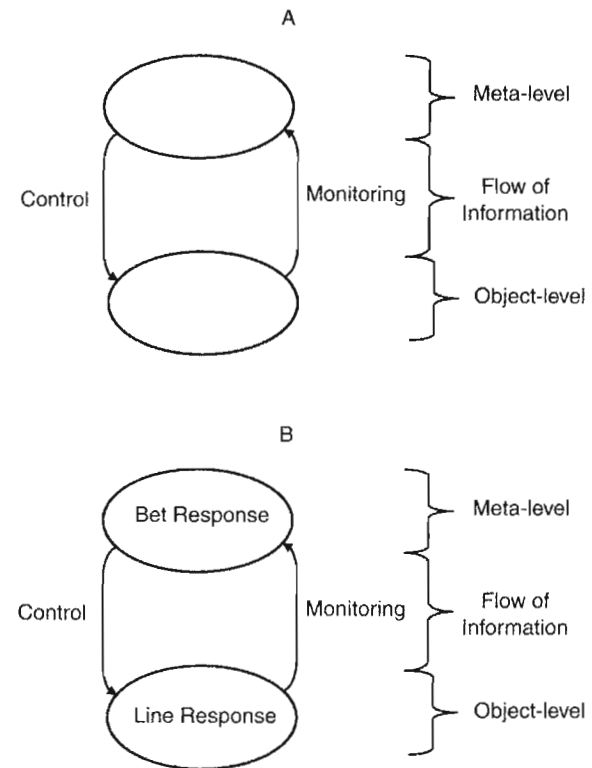 A
Meta-level
Control
Monitoring
Flow of
Information
Object-level
B
Bet Response
Meta-level
Control
Monitoring
Flow of
Information
Line Response
Object-level